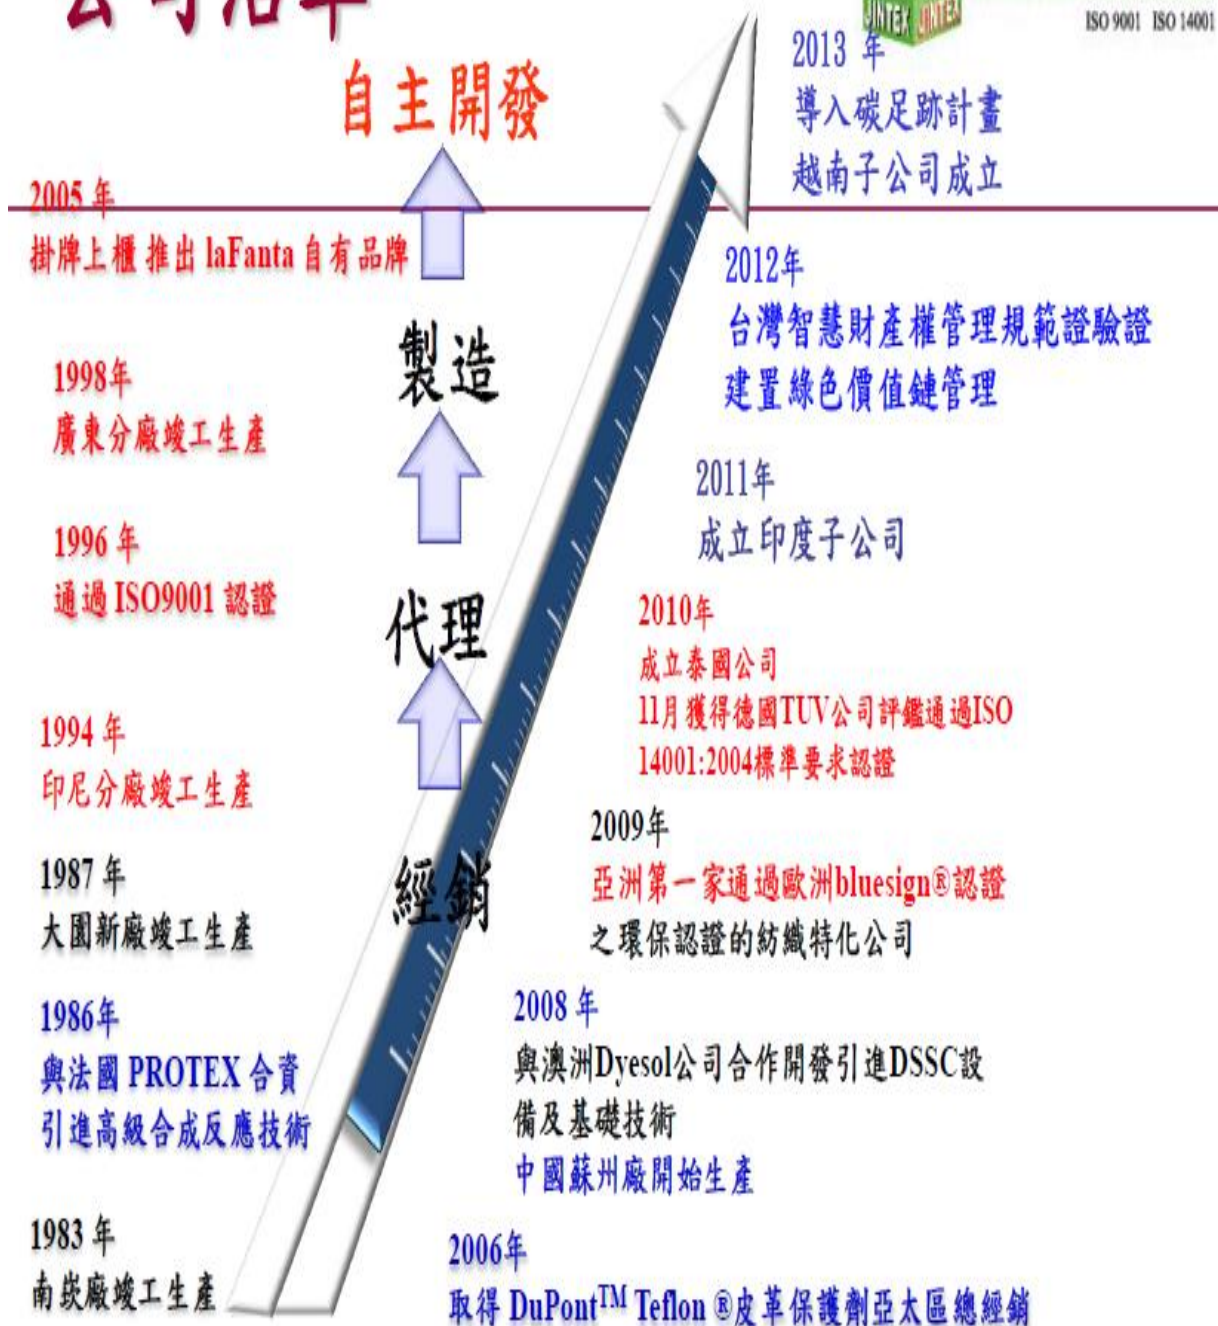 公司沿革
JINTEX JINTEX
ISO 9001 ISO 14001
自主開發
製造
代理
經銷
2005 年
掛牌上櫃 推出 laFanta 自有品牌
1998年
廣東分廠竣工生產
1996 年
通過 ISO9001 認證
1994 年
印尼分廠竣工生產
1987 年
大園新廠竣工生產
1986年
與法國 PROTEX 合資
引進高級合成反應技術
1983 年
南崁廠竣工生產
2013 年
導入碳足跡計畫
越南子公司成立
2012年
台灣智慧財產權管理規範證驗證
建置綠色價值鏈管理
2011年
成立印度子公司
2010年
成立泰國公司
11月獲得德國TUV公司評鑑通過ISO
14001:2004標準要求認證
2009年
亞洲第一家通過歐洲bluesign®認證
之環保認證的紡織特化公司
2008 年
與澳洲Dyesol公司合作開發引進DSSC設
備及基礎技術
中國蘇州廠開始生產
2006年
取得 DuPont™ Teflon ®皮革保護劑亞太區總經銷